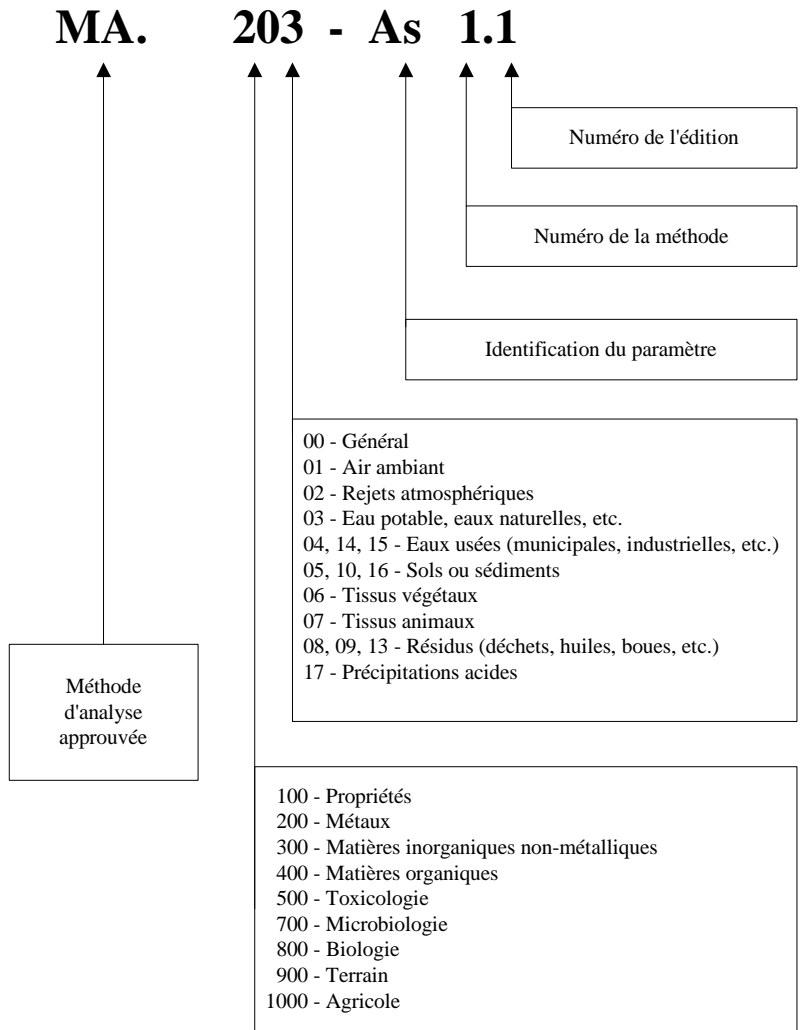 MA. 203 - As 1.1
Numéro de l'édition
Numéro de la méthode
Identification du paramètre
00 - Général
01 - Air ambiant
02 - Rejets atmosphériques
03 - Eau potable, eaux naturelles, etc.
04, 14, 15 - Eaux usées (municipales, industrielles, etc.)
05, 10, 16 - Sols ou sédiments
06 - Tissus végétaux
07 - Tissus animaux
08, 09, 13 - Résidus (déchets, huiles, boues, etc.)
17 - Précipitations acides
Méthode
d'analyse
approuvée
100 - Propriétés
200 - Métaux
300 - Matières inorganiques non-métalliques
400 - Matières organiques
500 - Toxicologie
700 - Microbiologie
800 - Biologie
900 - Terrain
1000 - Agricole